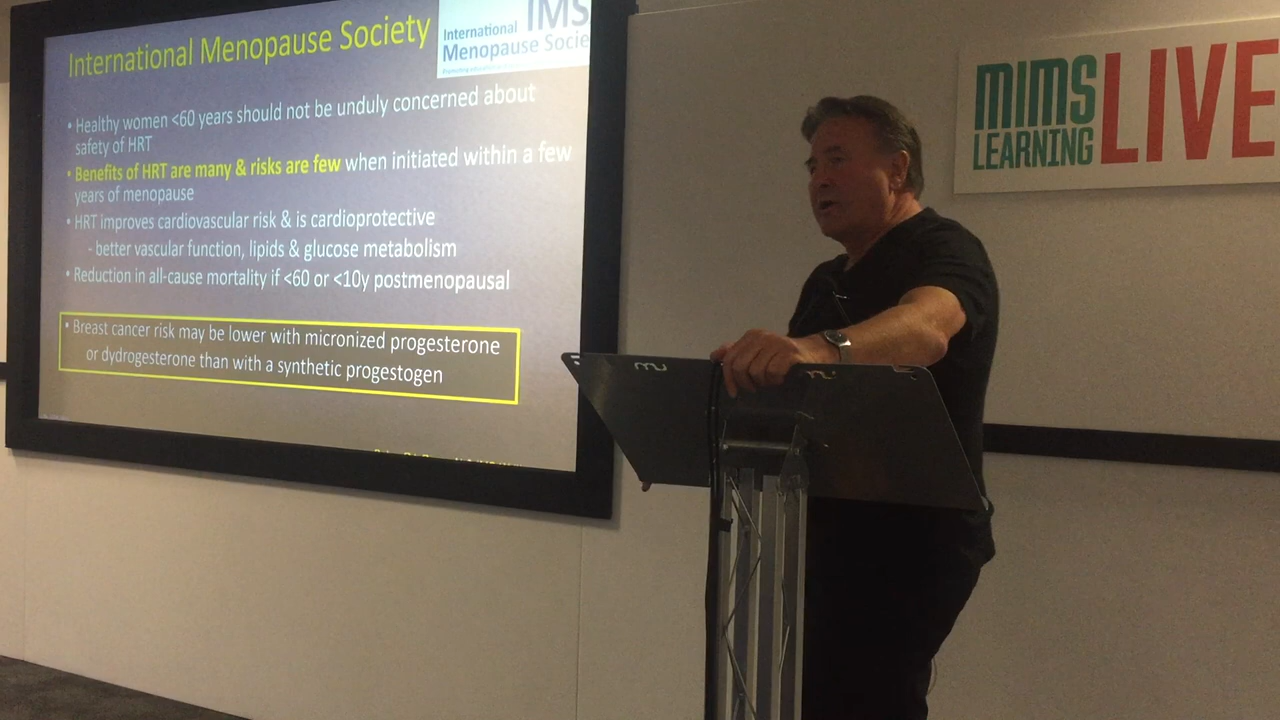 International Menopause Society
IMS
International
Menopause Socie
• Healthy women <60 years should not be unduly concerned about
safety of HRT
• Benefits of HRT are many & risks are few when initiated within a few
years of menopause
• HRT improves cardiovascular risk & is cardioprotective
- better vascular function, lipids & glucose metabolism
• Reduction in all-cause mortality if <60 or <10y postmenopausal
• Breast cancer risk may be lower with micronized progesterone
or dydrogesterone than with a synthetic progestogen
MIMS
LEARNING
LIVE